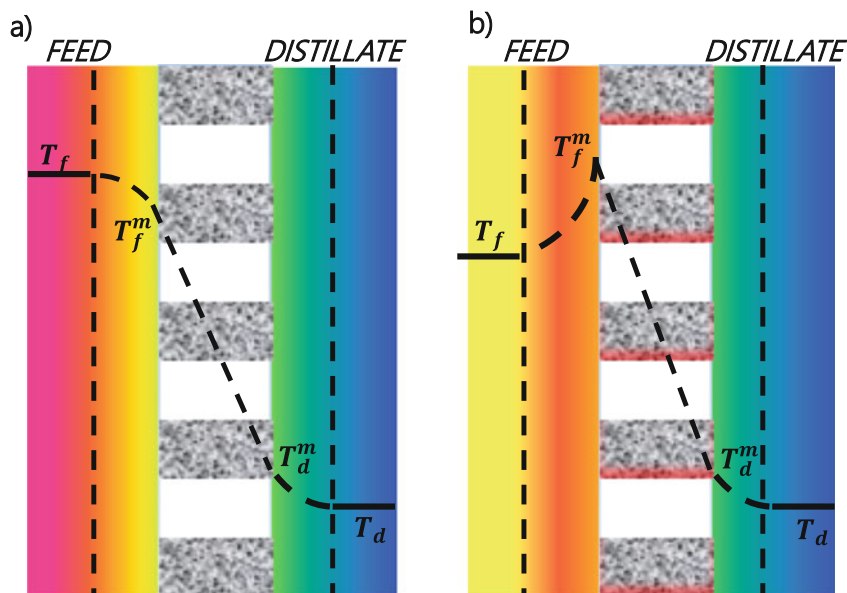 a)
FEED DISTILLATE
T_f
T_f^m
T_d^m
T_d
b)
FEED DISTILLATE
T_f^m
T_f
T_d^m
T_d